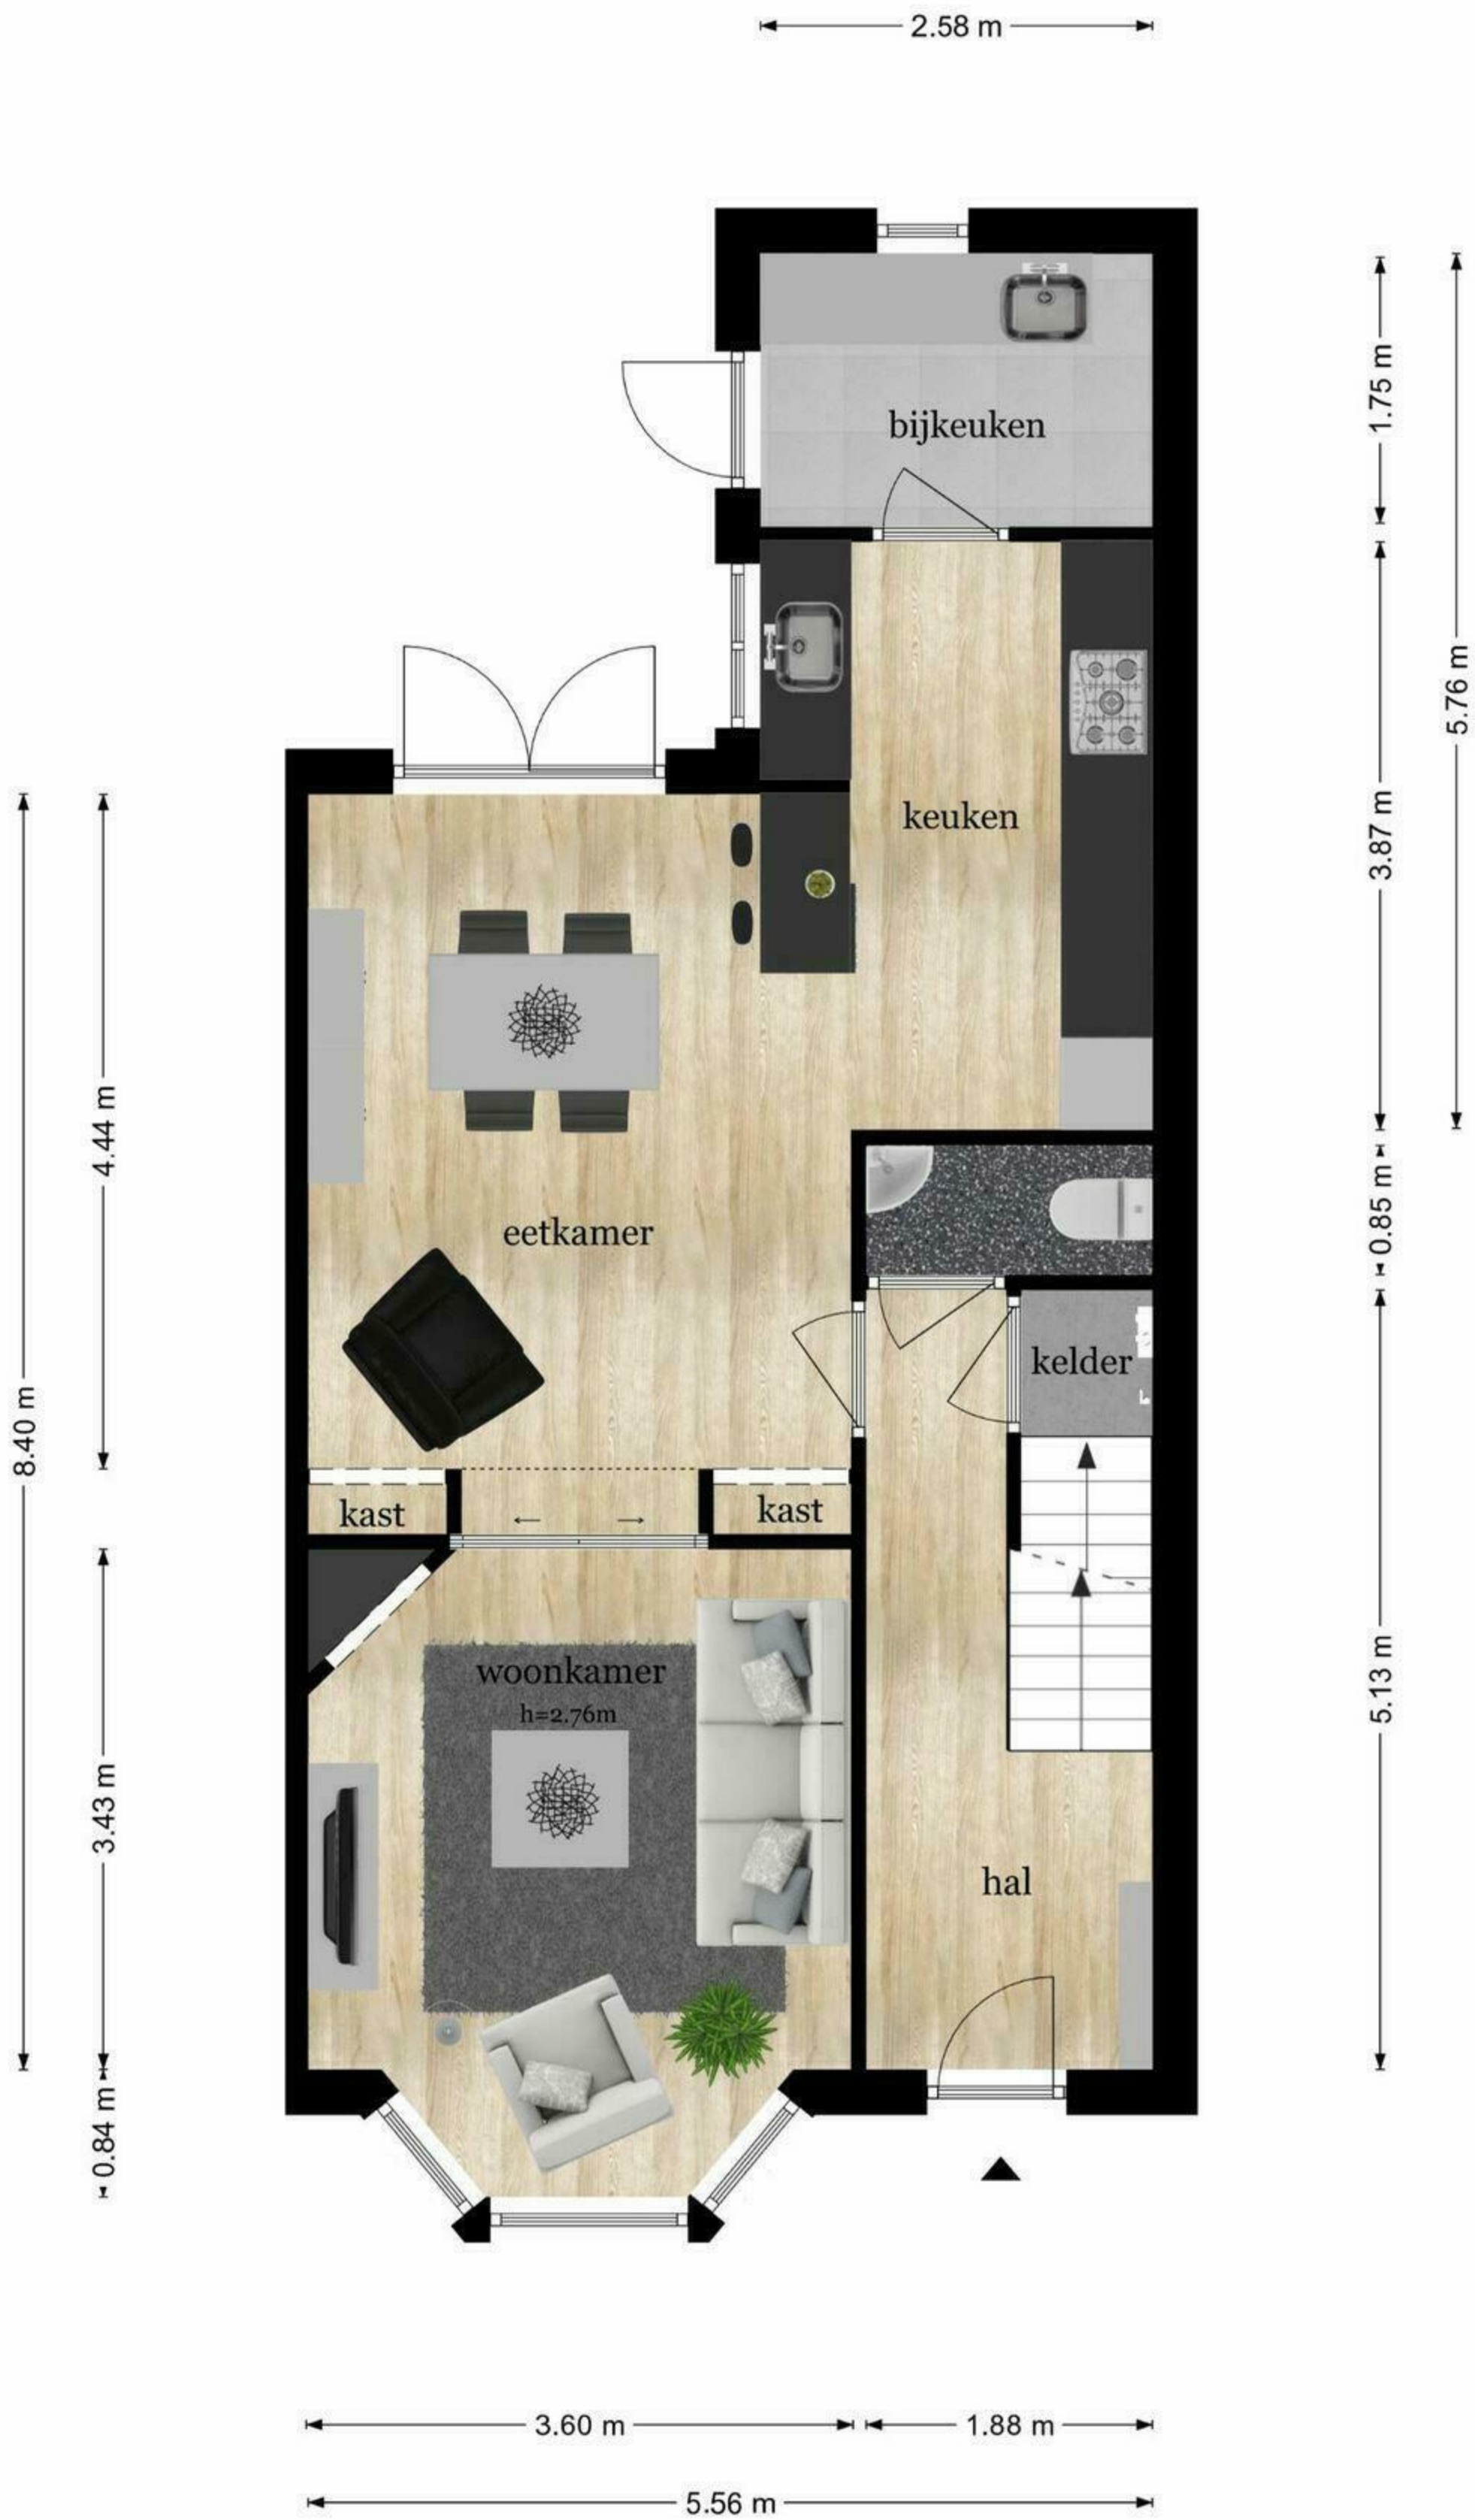 2.58 m
1.75 m
bijkeuken
5.76 m
keuken
3.87 m
4.44 m
0.85 m
eetkamer
kelder
8.40 m
kast
kast
5.13 m
woonkamer
h=2.76m
3.43 m
hal
0.84 m
3.60 m
1.88 m
5.56 m